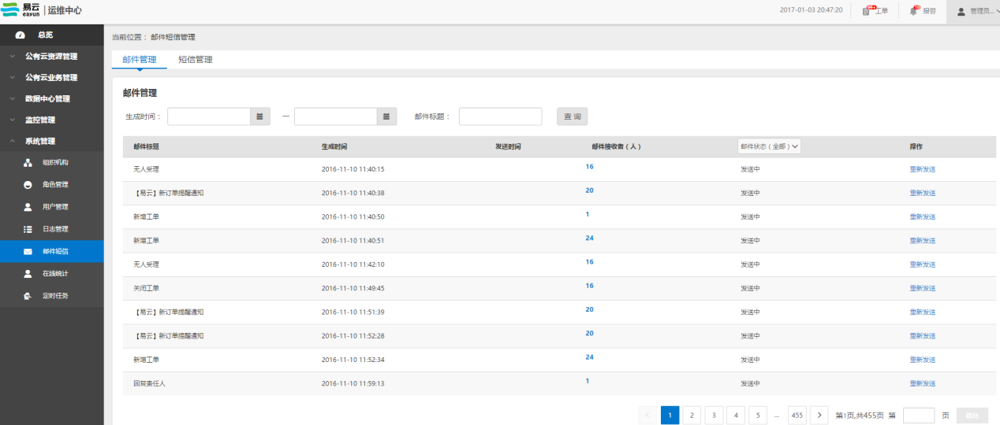 易云 eayun | 运维中心
2017-01-03 20:47:20 99+ 工单 10 报警 管理员...
总览
公有云资源管理
公有云业务管理
数据中心管理
监控管理
系统管理
组织机构
角色管理
用户管理
日志管理
邮件短信
在线统计
定时任务
当前位置： 邮件短信管理
邮件管理 短信管理
邮件管理
生成时间： — 邮件标题： 查 询
邮件标题 生成时间 发送时间 邮件接收者（人） 邮件状态（全部） 操作
无人受理 2016-11-10 11:40:15 16 发送中 重新发送
【易云】新订单提醒通知 2016-11-10 11:40:38 20 发送中 重新发送
新增工单 2016-11-10 11:40:50 1 发送中 重新发送
新增工单 2016-11-10 11:40:51 24 发送中 重新发送
无人受理 2016-11-10 11:42:10 16 发送中 重新发送
关闭工单 2016-11-10 11:49:45 16 发送中 重新发送
【易云】新订单提醒通知 2016-11-10 11:51:39 20 发送中 重新发送
【易云】新订单提醒通知 2016-11-10 11:52:28 20 发送中 重新发送
新增工单 2016-11-10 11:52:34 24 发送中 重新发送
回复责任人 2016-11-10 11:59:13 1 发送中 重新发送
< 1 2 3 4 5 ... 455 > 第1页,共455页 第 页 跳转